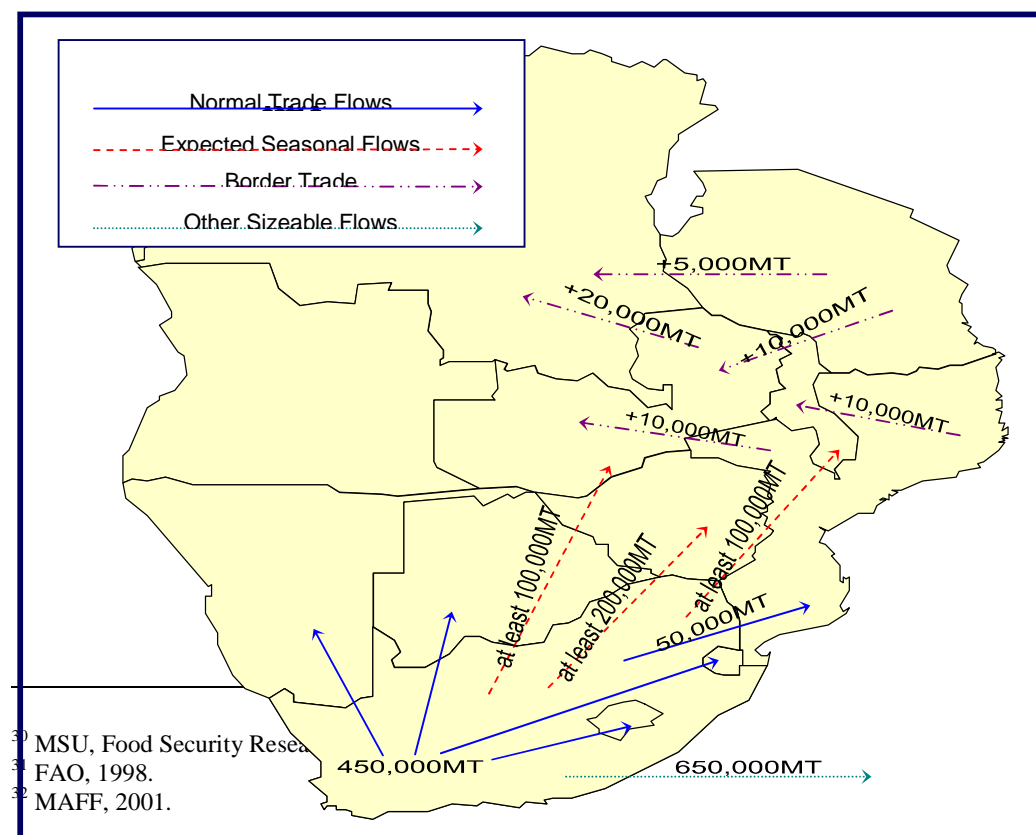 Normal Trade Flows
Expected Seasonal Flows
Border Trade
Other Sizeable Flows
+5,000MT
+20,000MT
+10,000MT
+10,000MT
+10,000MT
at least 100,000MT
at least 200,000MT
at least 100,000MT
50,000MT
450,000MT
650,000MT
30 MSU, Food Security
31 FAO, 1998.
32 MAFF, 2001.